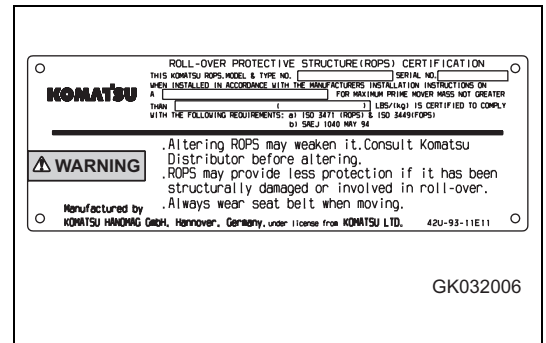 ROLL-OVER PROTECTIVE STRUCTURE(ROPS) CERTIFICATION
THIS KOMATSU ROPS.MODEL & TYPE NO. SERIAL NO.
WHEN INSTALLED IN ACCORDANCE WITH THE MANUFACTURERS INSTALLATION INSTRUCTIONS ON
KOMATSU
A FOR MAXIMUM PRIME MOVER MASS NOT GREATER
THAN ( ) LBS/(kg) IS CERTIFIED TO COMPLY
WITH THE FOLLOWING REQUIREMENTS: a) ISO 3471 (ROPS) & ISO 3449(FOPS)
b) SAEJ 1040 MAY 94
WARNING
.Altering ROPS may weaken it.Consult Komatsu
Distributor before altering.
.ROPS may provide less protection if it has been
structurally damaged or involved in roll-over.
.Always wear seat belt when moving.
Manufactured by
KOMATSU HANOMAG GmbH, Hannover, Germany, under license from KOMATSU LTD. 42U-93-11E11
GK032006